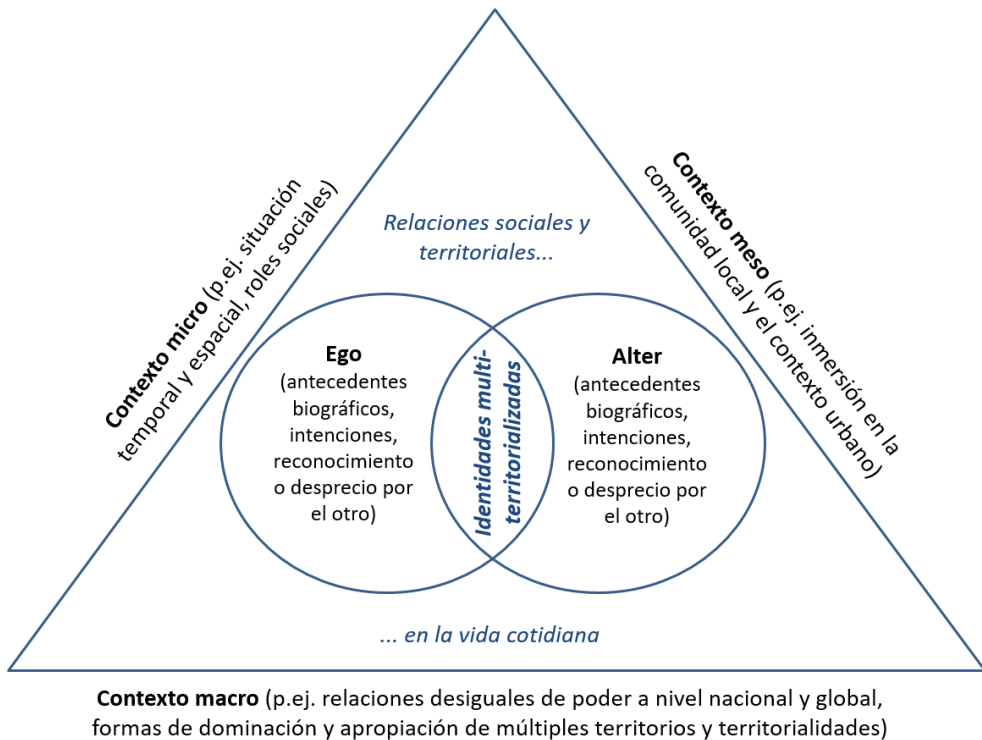 Contexto micro (p.ej. situación
temporal y espacial, roles sociales)
Contexto meso (p.ej. inmersión en la
comunidad local y el contexto urbano)
Relaciones sociales y
territoriales...
Ego
(antecedentes
biográficos,
intenciones,
reconocimiento
o desprecio por
el otro)
Identidades multi-
territorializadas
Alter
(antecedentes
biográficos,
intenciones,
reconocimiento
o desprecio por
el otro)
... en la vida cotidiana
Contexto macro (p.ej. relaciones desiguales de poder a nivel nacional y global,
formas de dominación y apropiación de múltiples territorios y territorialidades)